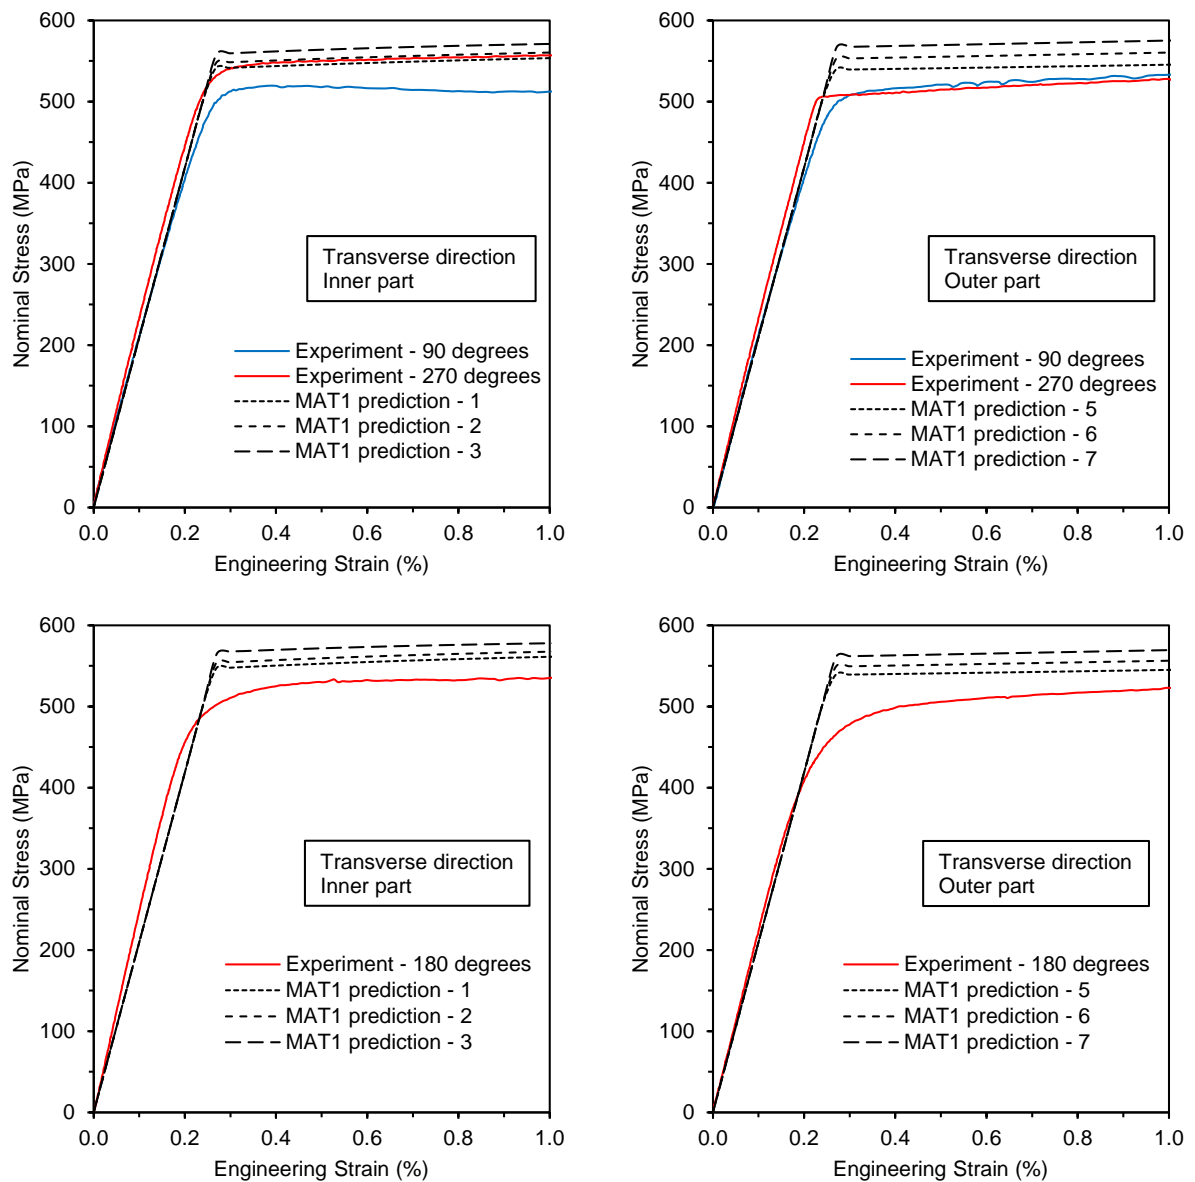 600
500
400
300
200
100
0
Nominal Stress (MPa)
Transverse direction
Inner part
Experiment - 90 degrees
Experiment - 270 degrees
MAT1 prediction - 1
MAT1 prediction - 2
MAT1 prediction - 3
0.0 0.2 0.4 0.6 0.8 1.0
Engineering Strain (%)
600
500
400
300
200
100
0
Nominal Stress (MPa)
Transverse direction
Outer part
Experiment - 90 degrees
Experiment - 270 degrees
MAT1 prediction - 5
MAT1 prediction - 6
MAT1 prediction - 7
0.0 0.2 0.4 0.6 0.8 1.0
Engineering Strain (%)
600
500
400
300
200
100
0
Nominal Stress (MPa)
Transverse direction
Inner part
Experiment - 180 degrees
MAT1 prediction - 1
MAT1 prediction - 2
MAT1 prediction - 3
0.0 0.2 0.4 0.6 0.8 1.0
Engineering Strain (%)
600
500
400
300
200
100
0
Nominal Stress (MPa)
Transverse direction
Outer part
Experiment - 180 degrees
MAT1 prediction - 5
MAT1 prediction - 6
MAT1 prediction - 7
0.0 0.2 0.4 0.6 0.8 1.0
Engineering Strain (%)